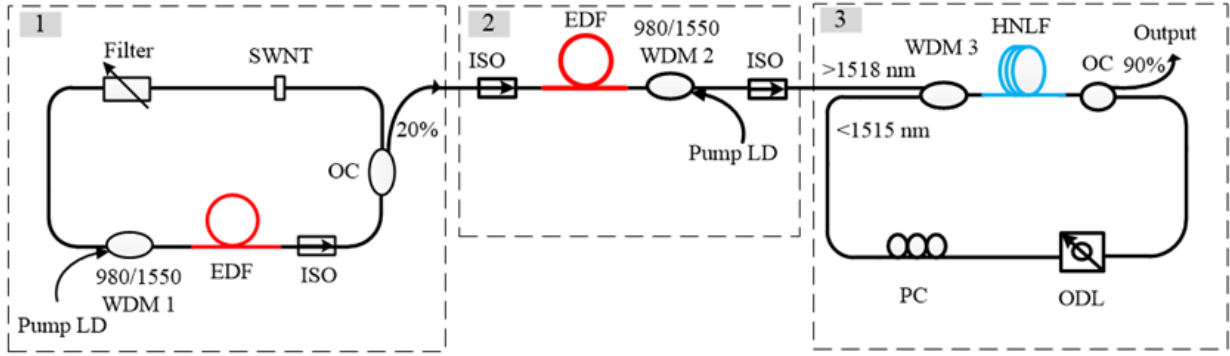 1
Filter
SWNT
20%
OC
EDF
ISO
980/1550
WDM 1
Pump LD
2
EDF
980/1550
WDM 2
ISO
ISO
Pump LD
3
HNLF
Output
WDM 3
OC
90%
>1518 nm
<1515 nm
PC
ODL